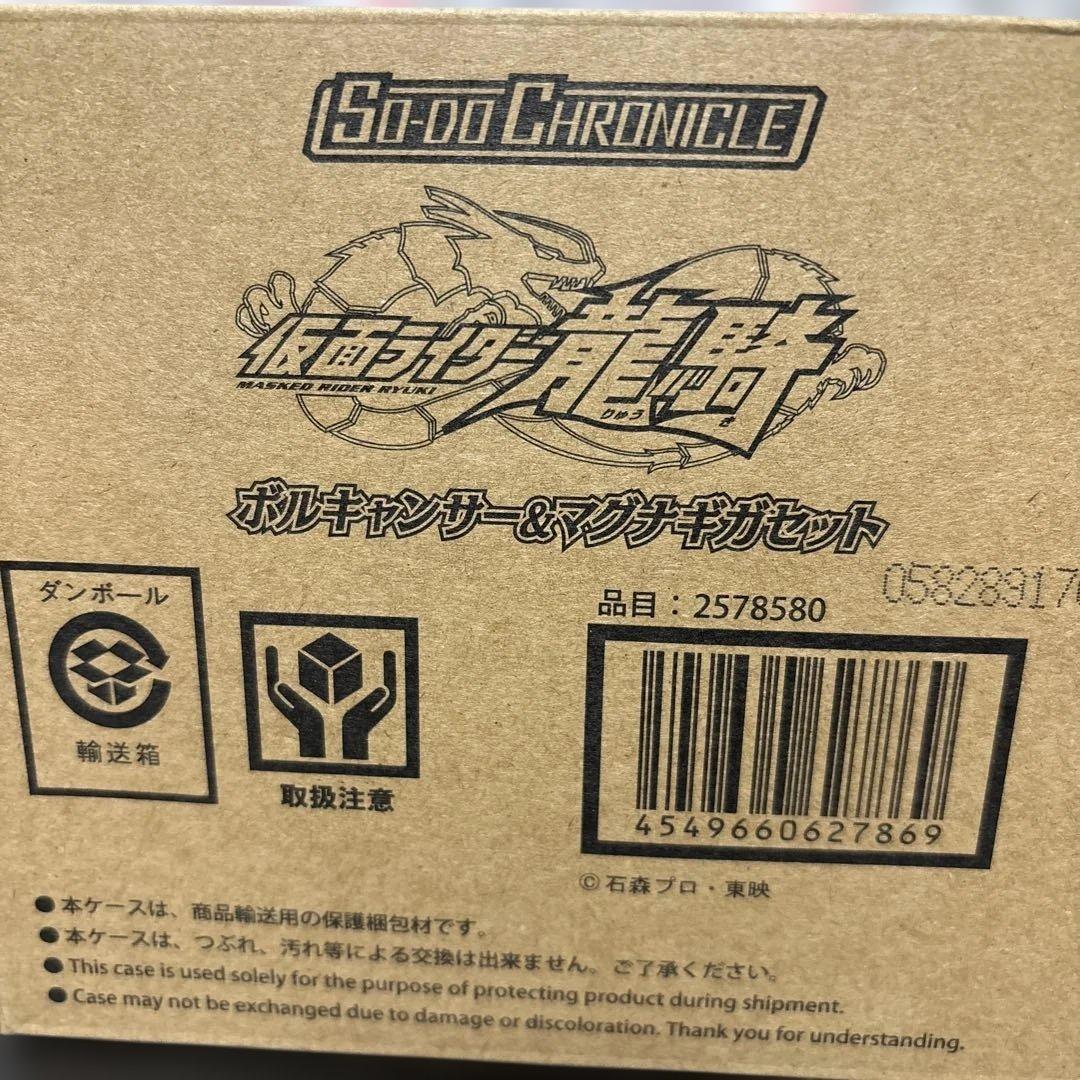 SO-DO CHRONICLE
仮面ライダー龍騎
MASKED RIDER RYUKI
りゅう き
ボルキャンサー&マグナギガセット
ダンボール
輸送箱
取扱注意
品目：2578580
4549660627869
©石森プロ・東映
●本ケースは、商品輸送用の保護梱包材です。
●本ケースは、つぶれ、汚れ等による交換は出来ません。ご了承ください。
●This case is used solely for the purpose of protecting product during shipment.
●Case may not be exchanged due to damage or discoloration. Thank you for understanding.